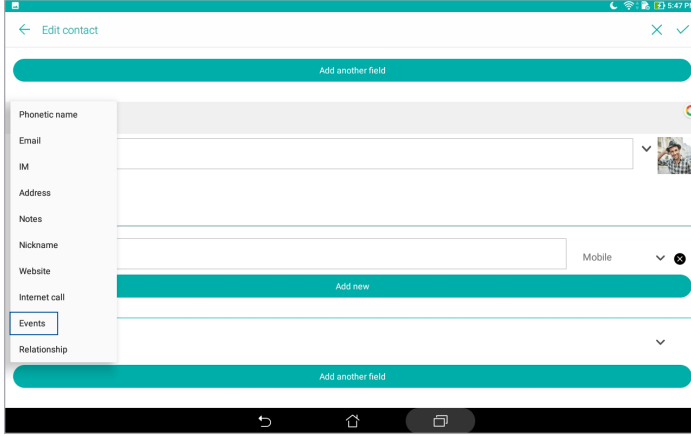 5:47 P
Edit contact
Add another field
Phonetic name
Email
IM
Address
Notes
Nickname
Website
Mobile
Add new
Internet call
Events
Relationship
Add another field